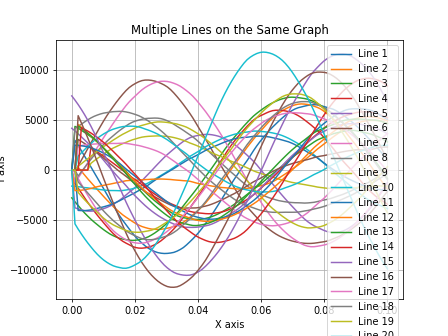 Multiple Lines on the Same Graph
10000
5000
0
−5000
−10000
0.00
0.02
0.04
0.06
X axis
axis
Line 1
Line 2
Line 3
Line 4
Line 5
Line 6
Line 7
Line 8
Line 9
Line 10
Line 11
Line 12
Line 13
Line 14
Line 15
Line 16
Line 17
Line 18
Line 19